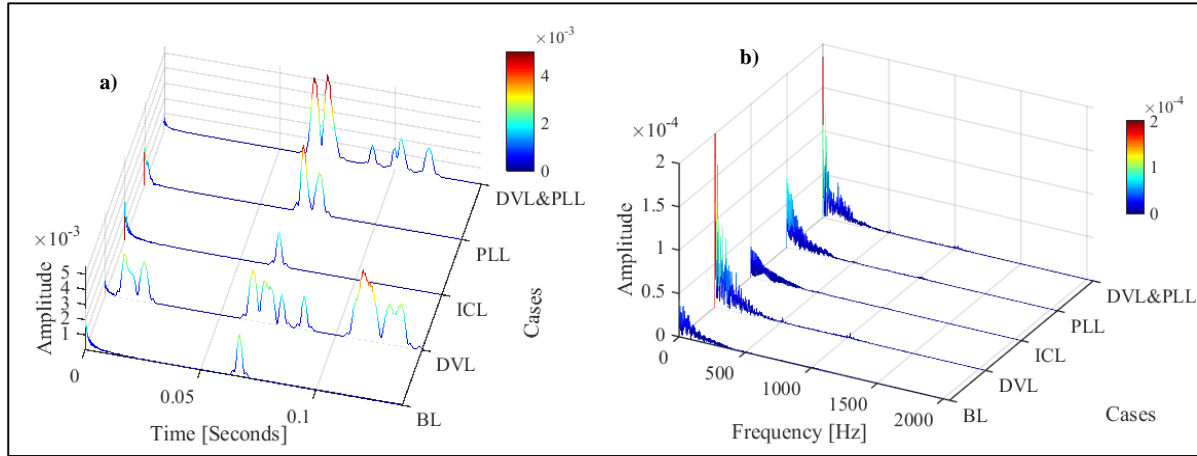 a)
×10⁻³
4
2
0
DVL&PLL
PLL
ICL
DVL
BL
Cases
×10⁻³
5
4
3
2
1
Amplitude
0
0.05
0.1
Time [Seconds]
b)
×10⁻⁴
2
1
0
×10⁻⁴
2
1.5
1
0.5
0
Amplitude
0
500
1000
1500
2000
Frequency [Hz]
DVL&PLL
PLL
ICL
DVL
BL
Cases